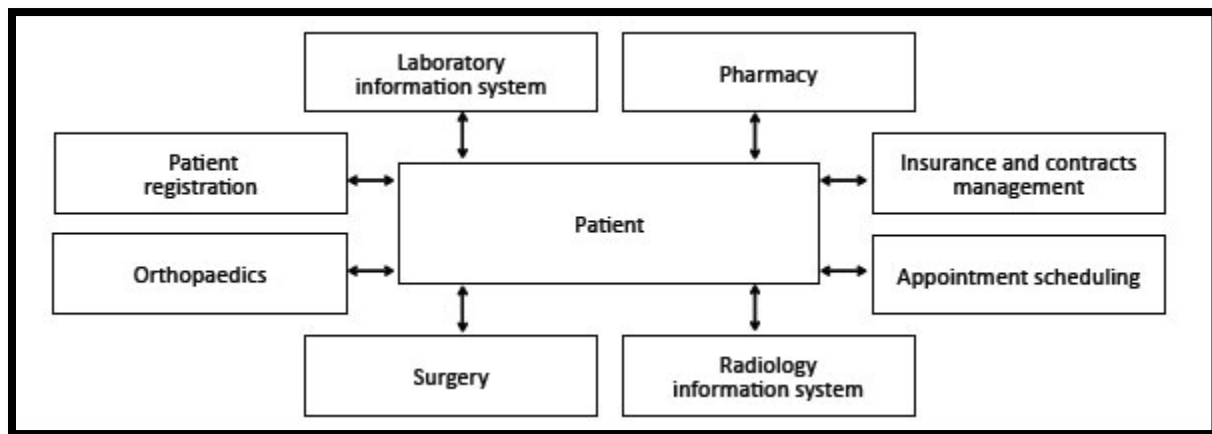 Laboratory
information system
Pharmacy
Patient
registration
Insurance and contracts
management
Patient
Orthopaedics
Appointment scheduling
Surgery
Radiology
information system